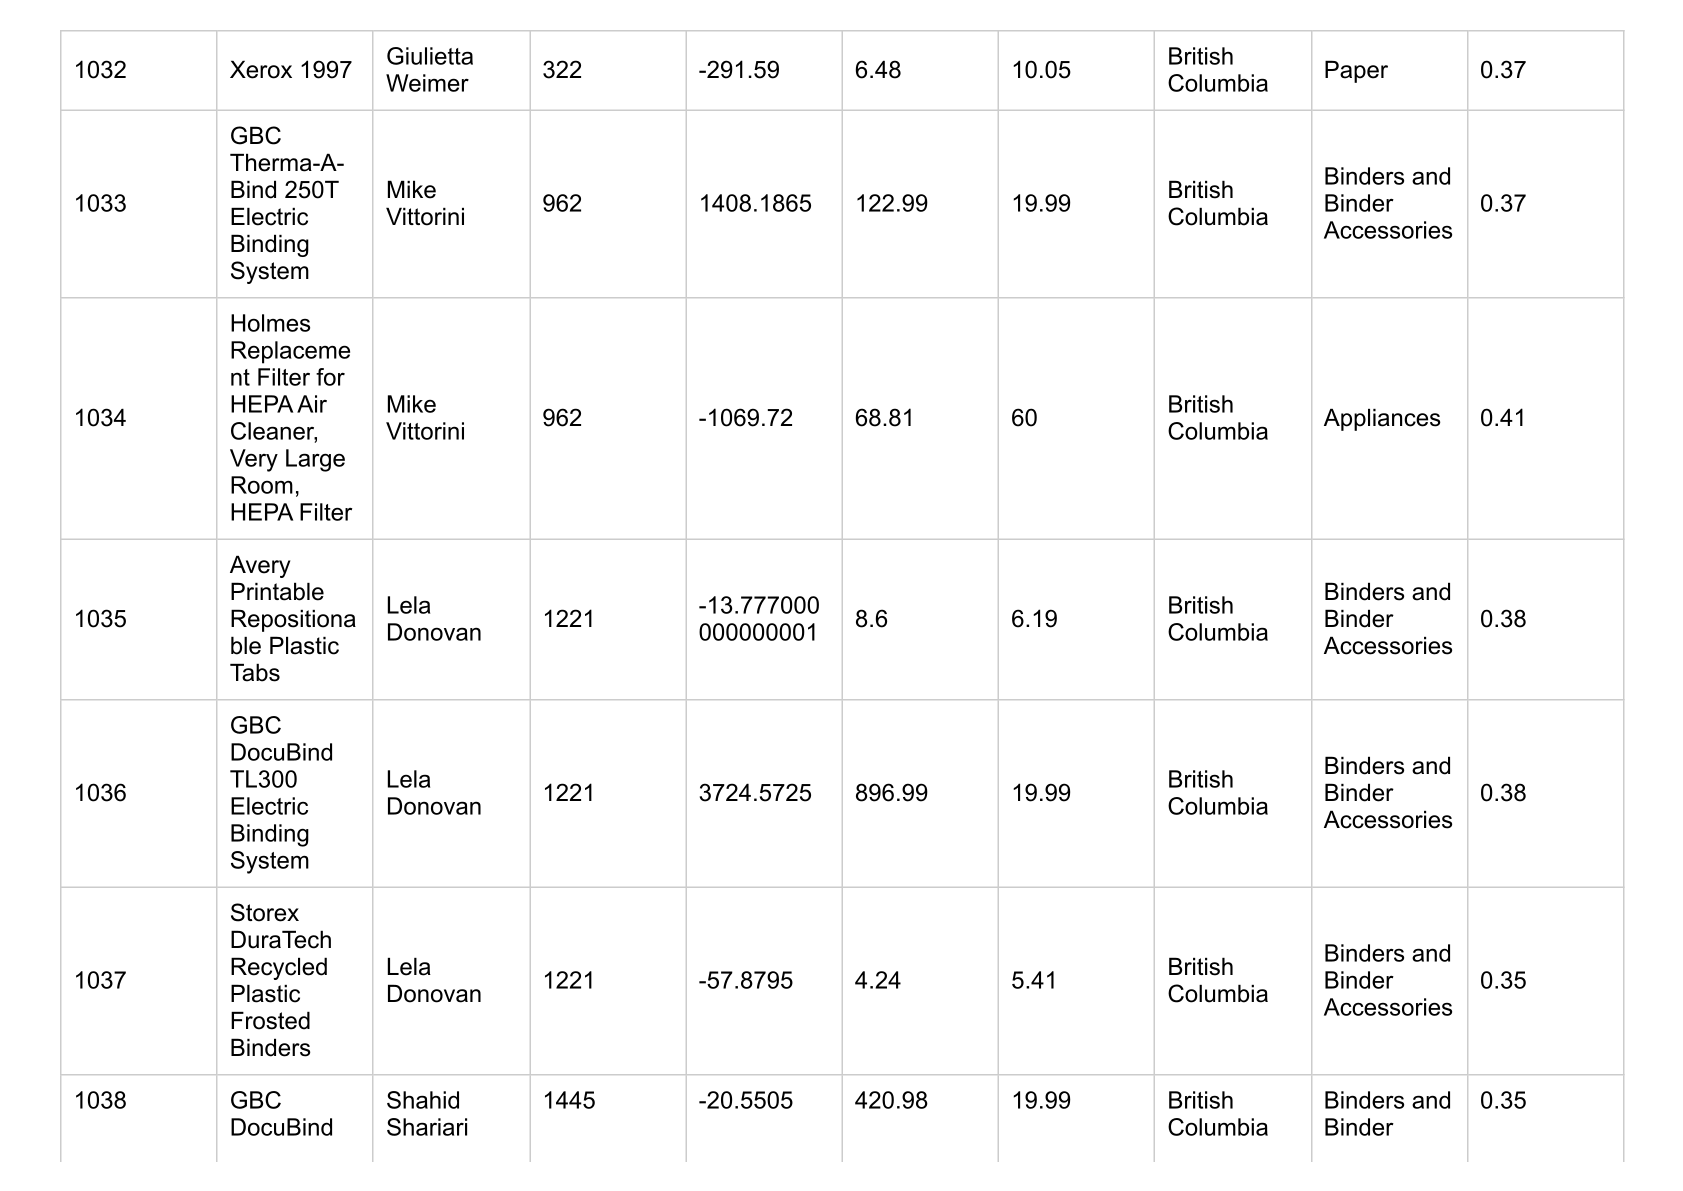 1032
Xerox 1997
Giulietta
Weimer
322
-291.59
6.48
10.05
British
Columbia
Paper
0.37
1033
GBC
Therma-A-
Bind 250T
Electric
Binding
System
Mike
Vittorini
962
1408.1865
122.99
19.99
British
Columbia
Binders and
Binder
Accessories
0.37
1034
Holmes
Replaceme
nt Filter for
HEPA Air
Cleaner,
Very Large
Room,
HEPA Filter
Mike
Vittorini
962
-1069.72
68.81
60
British
Columbia
Appliances
0.41
1035
Avery
Printable
Repositiona
ble Plastic
Tabs
Lela
Donovan
1221
-13.777000
000000001
8.6
6.19
British
Columbia
Binders and
Binder
Accessories
0.38
1036
GBC
DocuBind
TL300
Electric
Binding
System
Lela
Donovan
1221
3724.5725
896.99
19.99
British
Columbia
Binders and
Binder
Accessories
0.38
1037
Storex
DuraTech
Recycled
Plastic
Frosted
Binders
Lela
Donovan
1221
-57.8795
4.24
5.41
British
Columbia
Binders and
Binder
Accessories
0.35
1038
GBC
DocuBind
Shahid
Shariari
1445
-20.5505
420.98
19.99
British
Columbia
Binders and
Binder
0.35